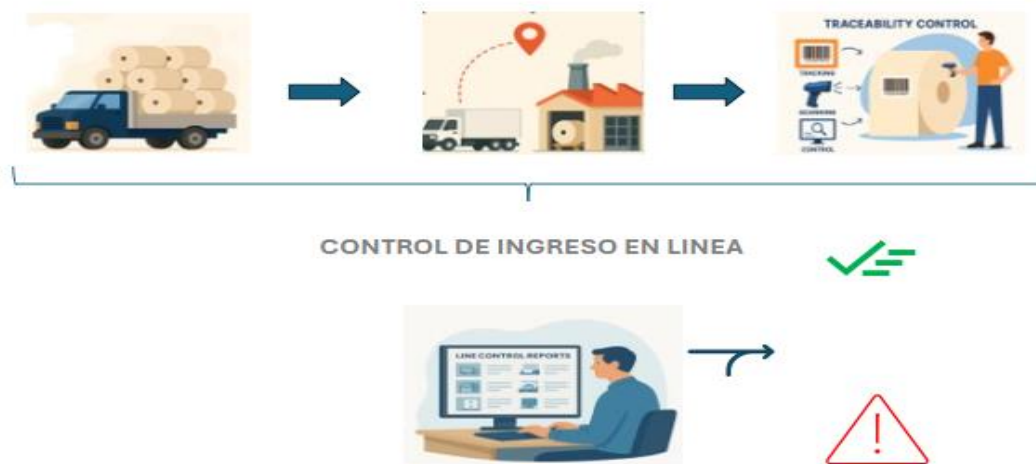 TRACEABILITY CONTROL
TRACKING
SCANNING
CONTROL
CONTROL DE INGRESO EN LINEA
LINE CONTROL REPORTS